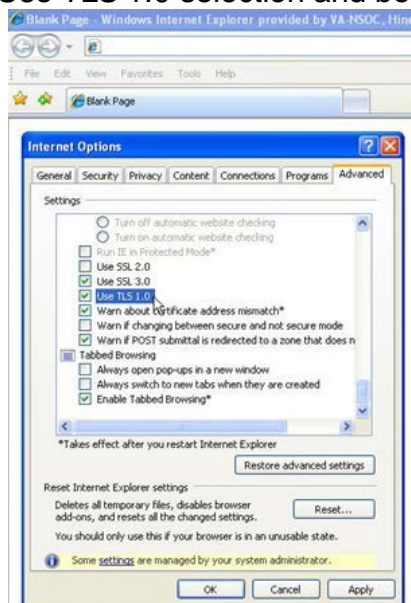 Blank Page - Windows Internet Explorer provided by VA-NSOC, Hine
File Edit View Favorites Tools Help
Blank Page
Internet Options
General Security Privacy Content Connections Programs Advanced
Settings
Turn off automatic website checking
Turn on automatic website checking
Run IE in Protected Mode*
Use SSL 2.0
Use SSL 3.0
Use TLS 1.0
Warn about certificate address mismatch*
Warn if changing between secure and not secure mode
Warn if POST submittal is redirected to a zone that does n
Tabbed Browsing
Always open pop-ups in a new window
Always switch to new tabs when they are created
Enable Tabbed Browsing*
*Takes effect after you restart Internet Explorer
Restore advanced settings
Reset Internet Explorer settings
Deletes all temporary files, disables browser
add-ons, and resets all the changed settings.
Reset...
You should only use this if your browser is in an unusable state.
Some settings are managed by your system administrator.
OK Cancel Apply